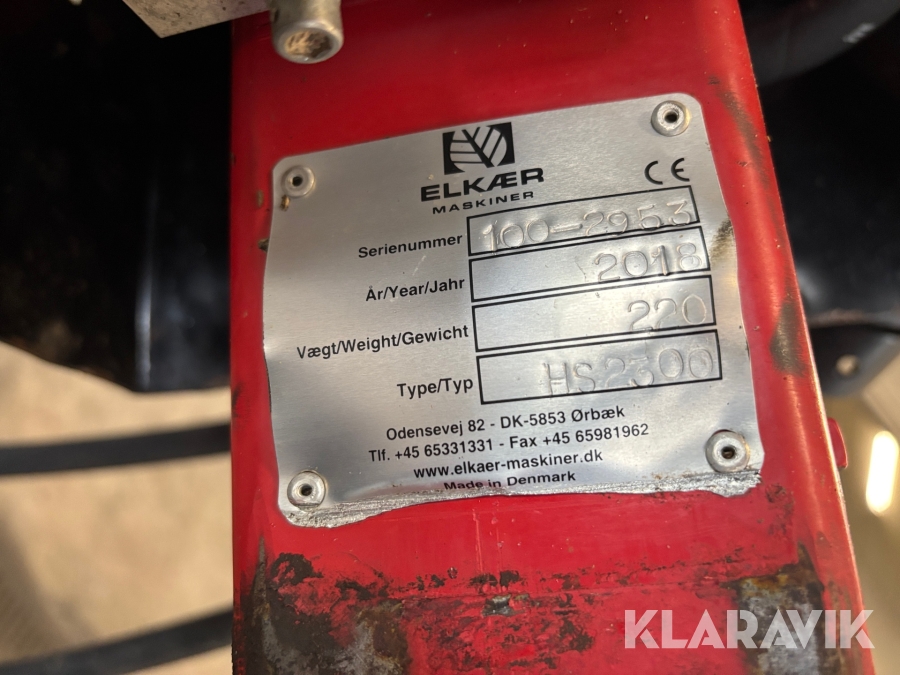 ELKÆR
MASKINER
CE
Serienummer 100-2953
År/Year/Jahr 2018
Vægt/Weight/Gewicht 220
Type/Typ HS2300
Odensevej 82 - DK-5853 Ørbæk
Tlf. +45 65331331 - Fax +45 65981962
www.elkaer-maskiner.dk
Made in Denmark
KLARAVIK